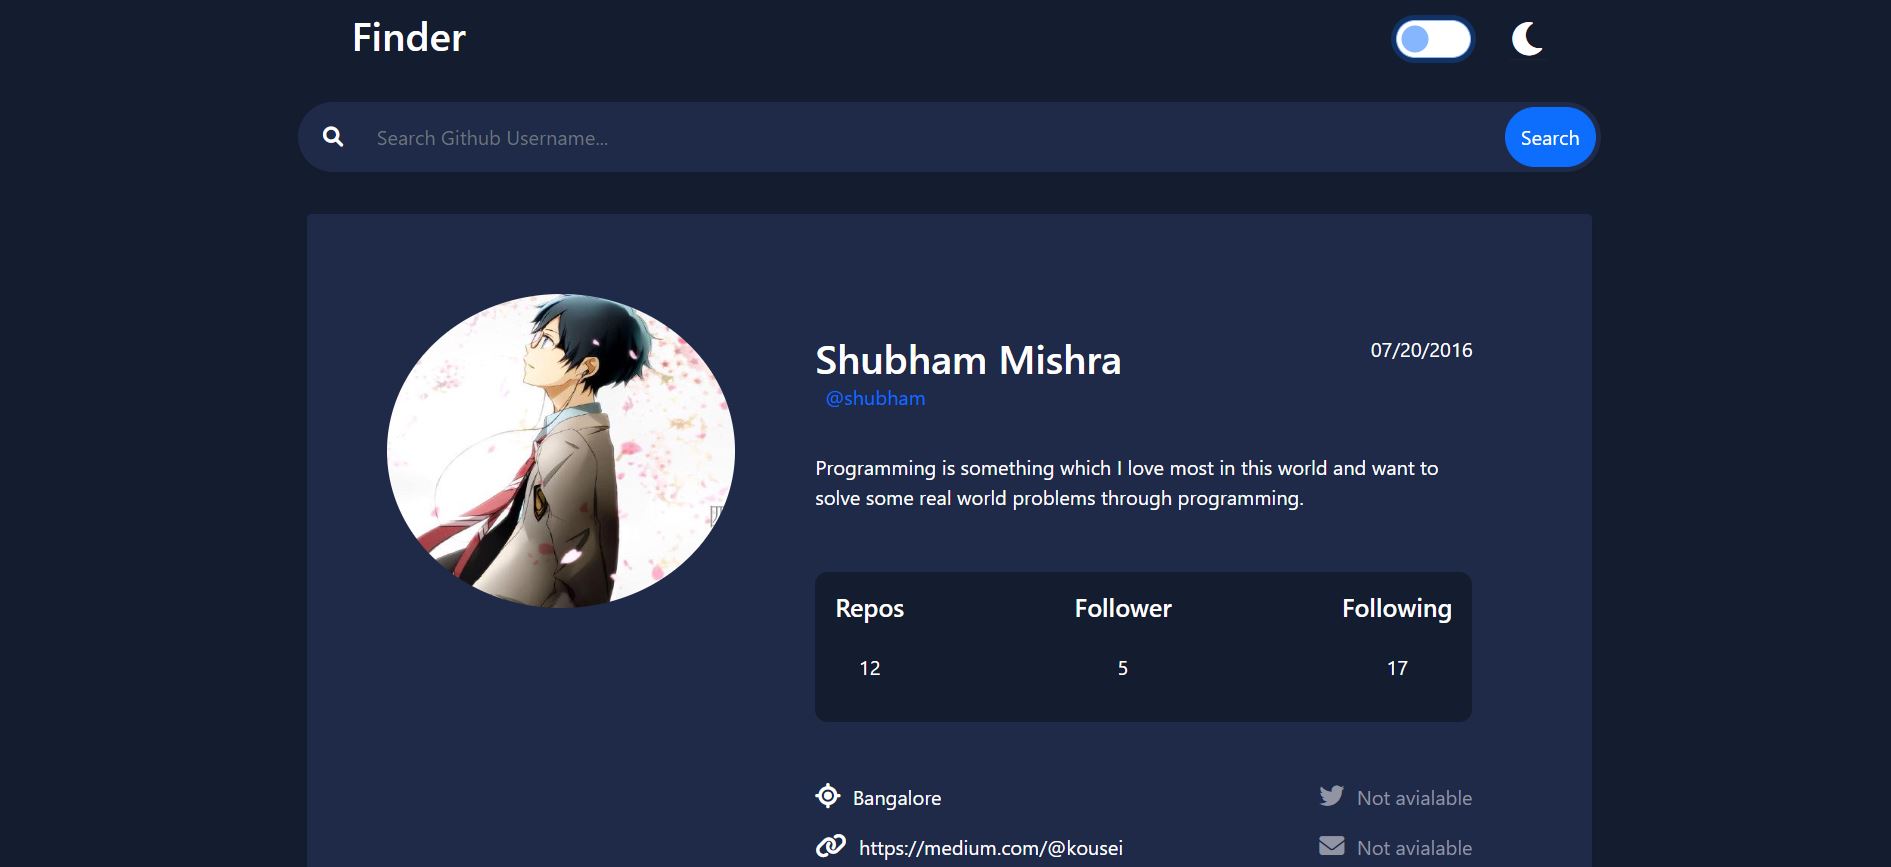 Finder
Search Github Username...
Search
Shubham Mishra
07/20/2016
@shubham
Programming is something which I love most in this world and want to
solve some real world problems through programming.
Repos Follower Following
12 5 17
Bangalore
Not avialable
https://medium.com/@kousei
Not avialable